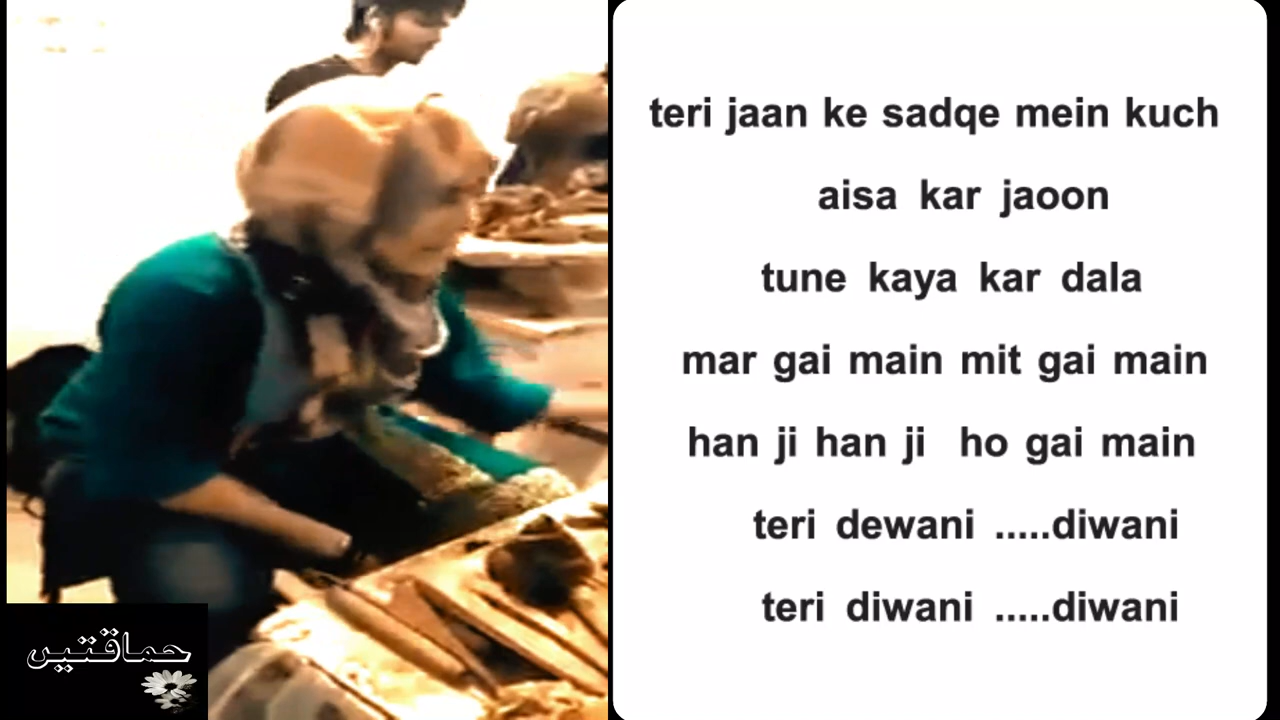 teri jaan ke sadqe mein kuch
aisa kar jaoon
tune kaya kar dala
mar gai main mit gai main
han ji han ji ho gai main
teri dewani .....diwani
teri diwani .....diwani
حماقتیں